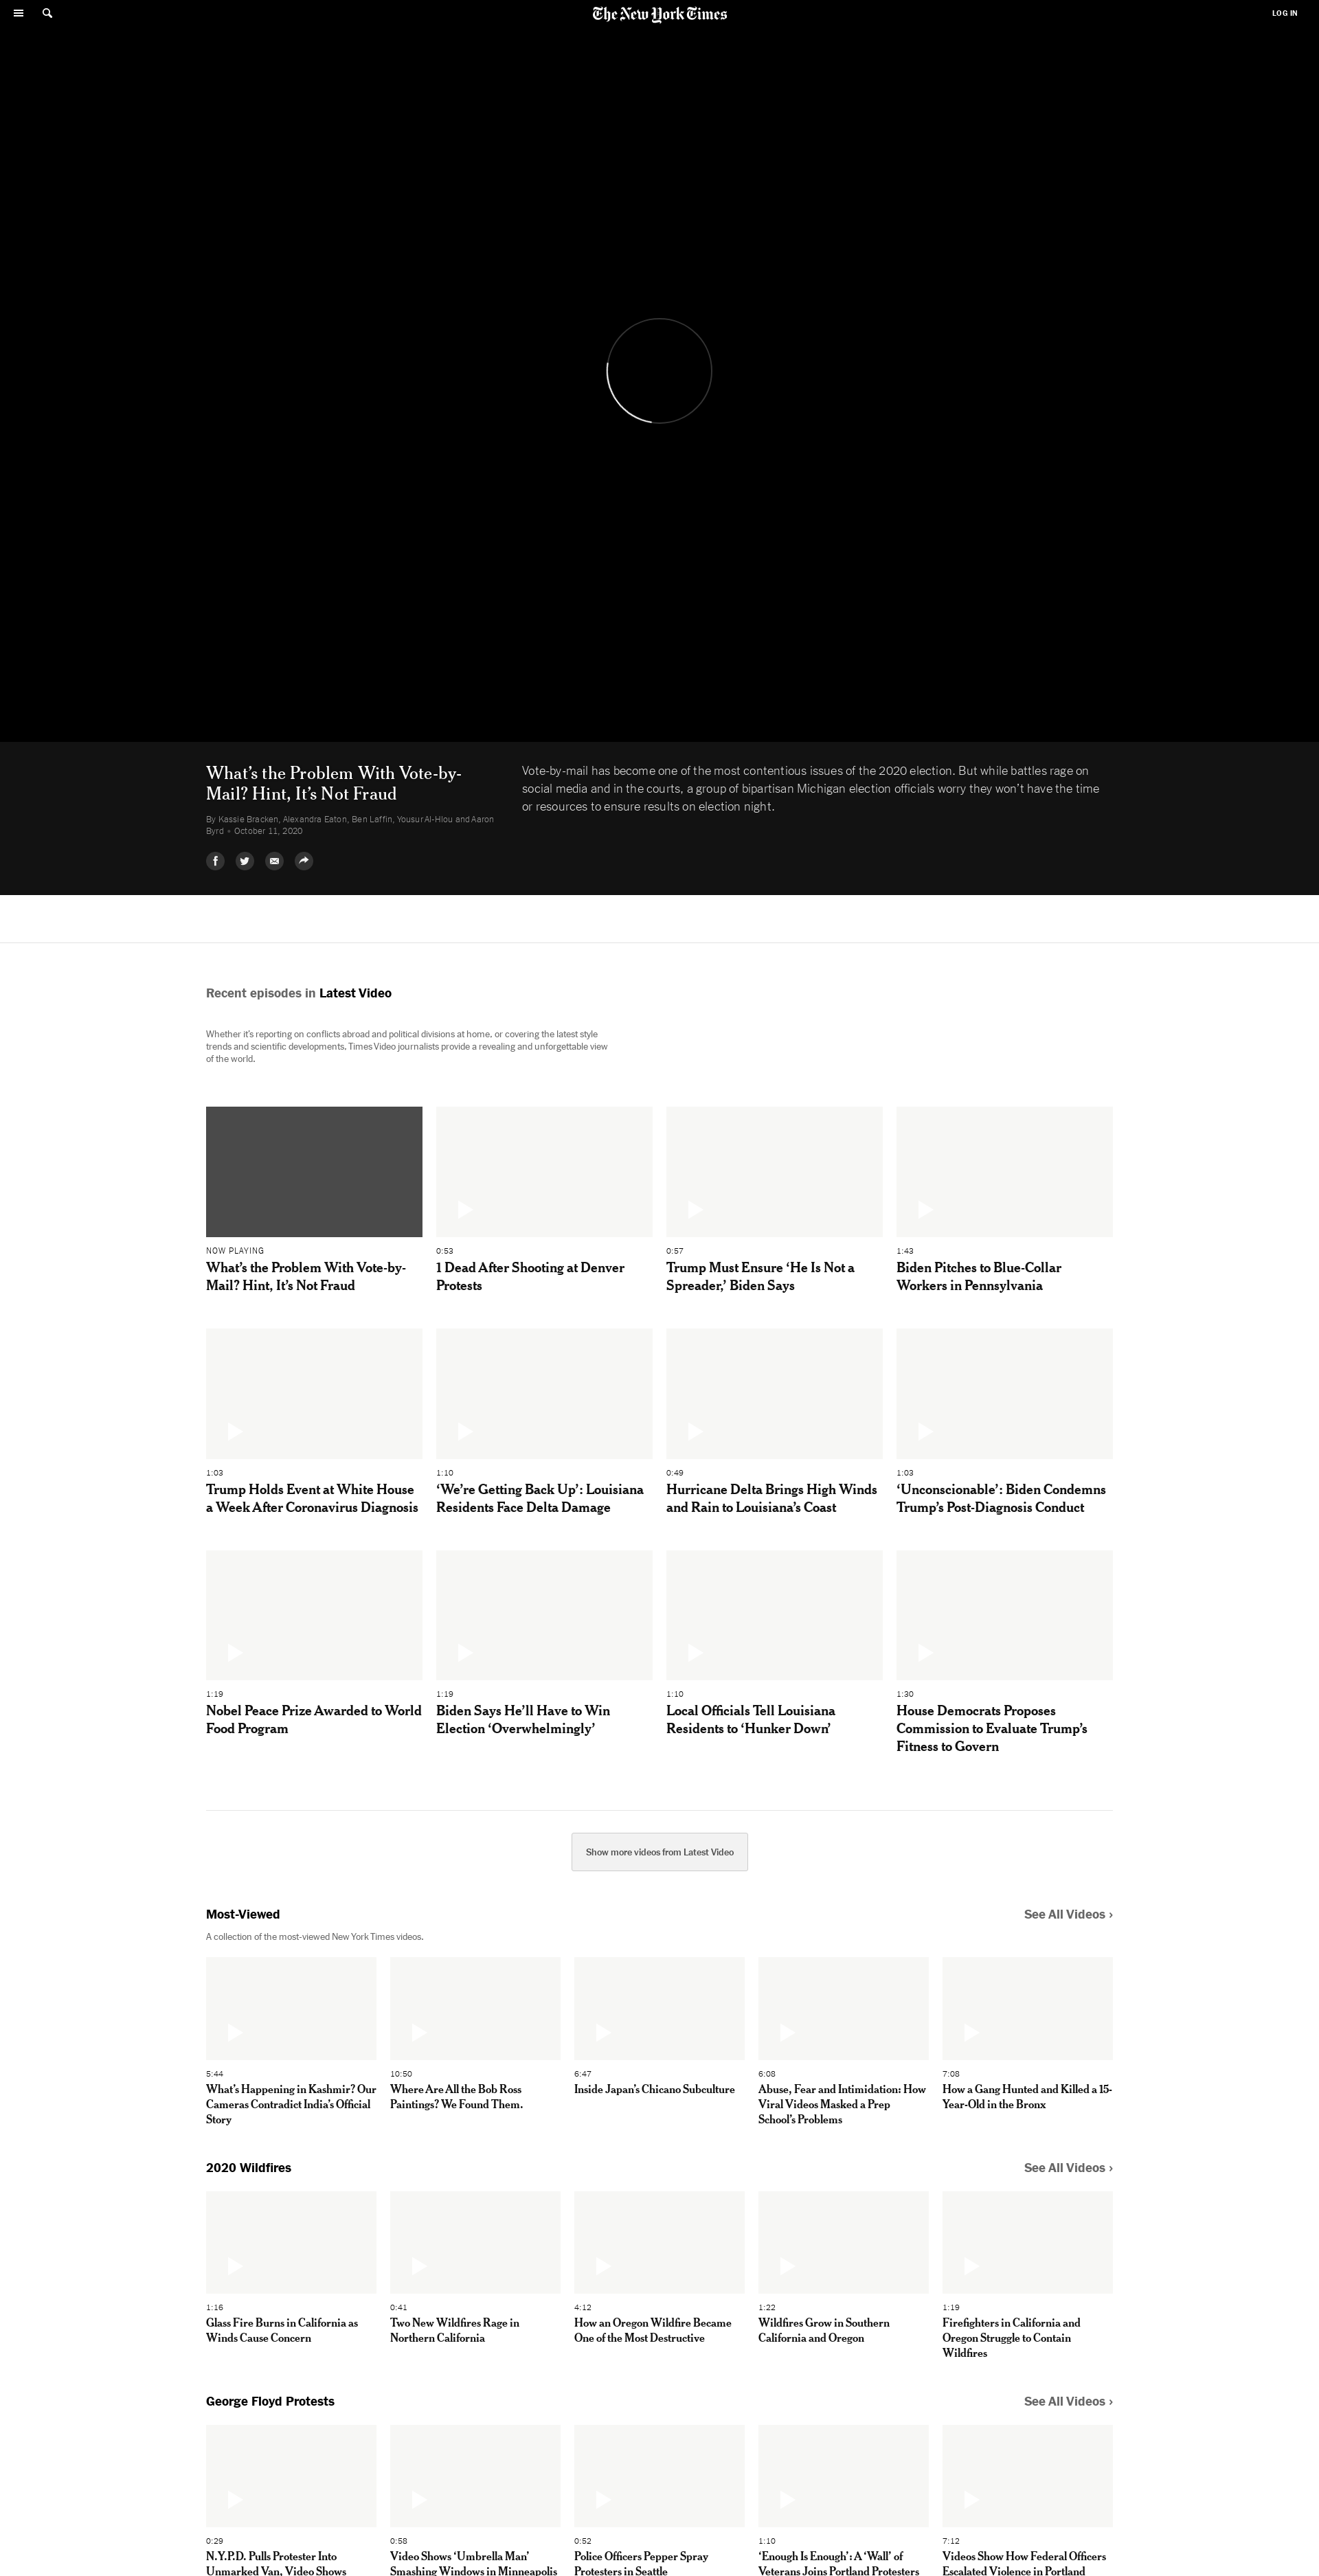 The New York Times
LOG IN
What’s the Problem With Vote-by-
Mail? Hint, It’s Not Fraud
By Kassie Bracken, Alexandra Eaton, Ben Laffin, Yousur Al-Hlou and Aaron
Byrd • October 11, 2020
Vote-by-mail has become one of the most contentious issues of the 2020 election. But while battles rage on
social media and in the courts, a group of bipartisan Michigan election officials worry they won’t have the time
or resources to ensure results on election night.
Recent episodes in Latest Video
Whether it’s reporting on conflicts abroad and political divisions at home, or covering the latest style
trends and scientific developments, Times Video journalists provide a revealing and unforgettable view
of the world.
NOW PLAYING
What’s the Problem With Vote-by-
Mail? Hint, It’s Not Fraud
0:53
1 Dead After Shooting at Denver
Protests
0:57
Trump Must Ensure ‘He Is Not a
Spreader,’ Biden Says
1:43
Biden Pitches to Blue-Collar
Workers in Pennsylvania
1:03
Trump Holds Event at White House
a Week After Coronavirus Diagnosis
1:10
‘We’re Getting Back Up’: Louisiana
Residents Face Delta Damage
0:49
Hurricane Delta Brings High Winds
and Rain to Louisiana’s Coast
1:03
‘Unconscionable’: Biden Condemns
Trump’s Post-Diagnosis Conduct
1:19
Nobel Peace Prize Awarded to World
Food Program
1:19
Biden Says He’ll Have to Win
Election ‘Overwhelmingly’
1:10
Local Officials Tell Louisiana
Residents to ‘Hunker Down’
1:30
House Democrats Proposes
Commission to Evaluate Trump’s
Fitness to Govern
Show more videos from Latest Video
Most-Viewed
See All Videos ›
A collection of the most-viewed New York Times videos.
5:44
What’s Happening in Kashmir? Our
Cameras Contradict India’s Official
Story
10:50
Where Are All the Bob Ross
Paintings? We Found Them.
6:47
Inside Japan’s Chicano Subculture
6:08
Abuse, Fear and Intimidation: How
Viral Videos Masked a Prep
School’s Problems
7:08
How a Gang Hunted and Killed a 15-
Year-Old in the Bronx
2020 Wildfires
See All Videos ›
1:16
Glass Fire Burns in California as
Winds Cause Concern
0:41
Two New Wildfires Rage in
Northern California
4:12
How an Oregon Wildfire Became
One of the Most Destructive
1:22
Wildfires Grow in Southern
California and Oregon
1:19
Firefighters in California and
Oregon Struggle to Contain
Wildfires
George Floyd Protests
See All Videos ›
0:29
N.Y.P.D. Pulls Protester Into
Unmarked Van, Video Shows
0:58
Video Shows ‘Umbrella Man’
Smashing Windows in Minneapolis
0:52
Police Officers Pepper Spray
Protesters in Seattle
1:10
‘Enough Is Enough’: A ‘Wall’ of
Veterans Joins Portland Protesters
7:12
Videos Show How Federal Officers
Escalated Violence in Portland